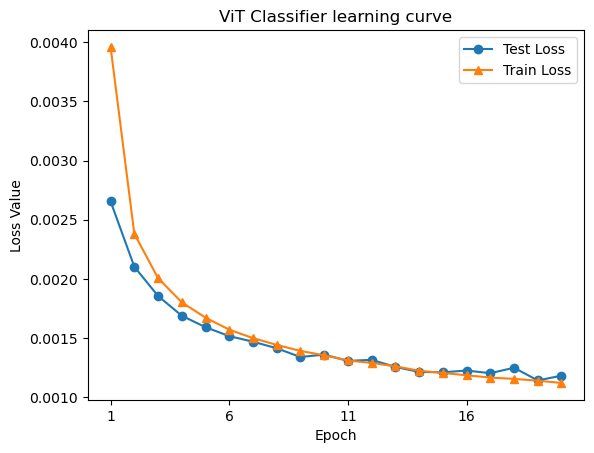 ViT Classifier learning curve
Test Loss
Train Loss
0.0040
0.0035
0.0030
0.0025
0.0020
0.0015
0.0010
Loss Value
1 6 11 16
Epoch